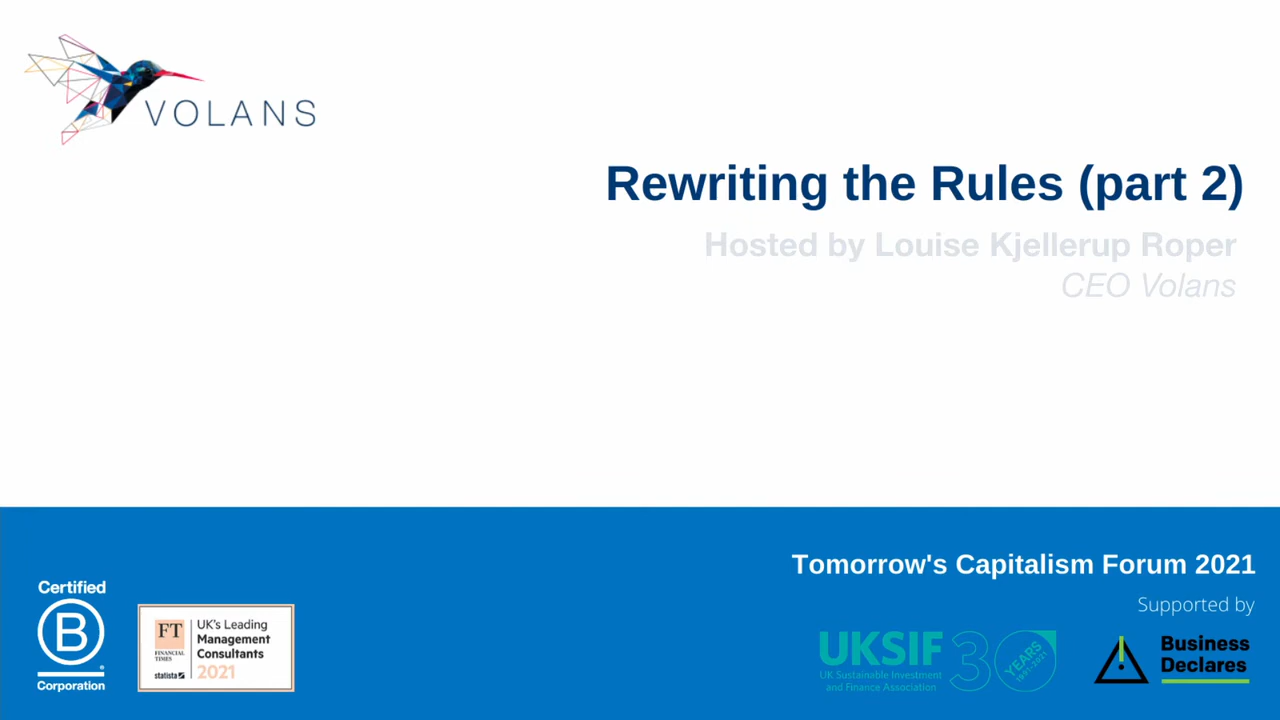 VOLANS
Rewriting the Rules (part 2)
Hosted by Louise Kjellerup Roper
CEO Volans
Tomorrow's Capitalism Forum 2021
Supported by
Certified
B
®
Corporation
FT
FINANCIAL
TIMES
statista
UK's Leading
Management
Consultants
2021
UKSIF
UK Sustainable Investment
and Finance Association
30
YEARS
1991-2021
Business
Declares